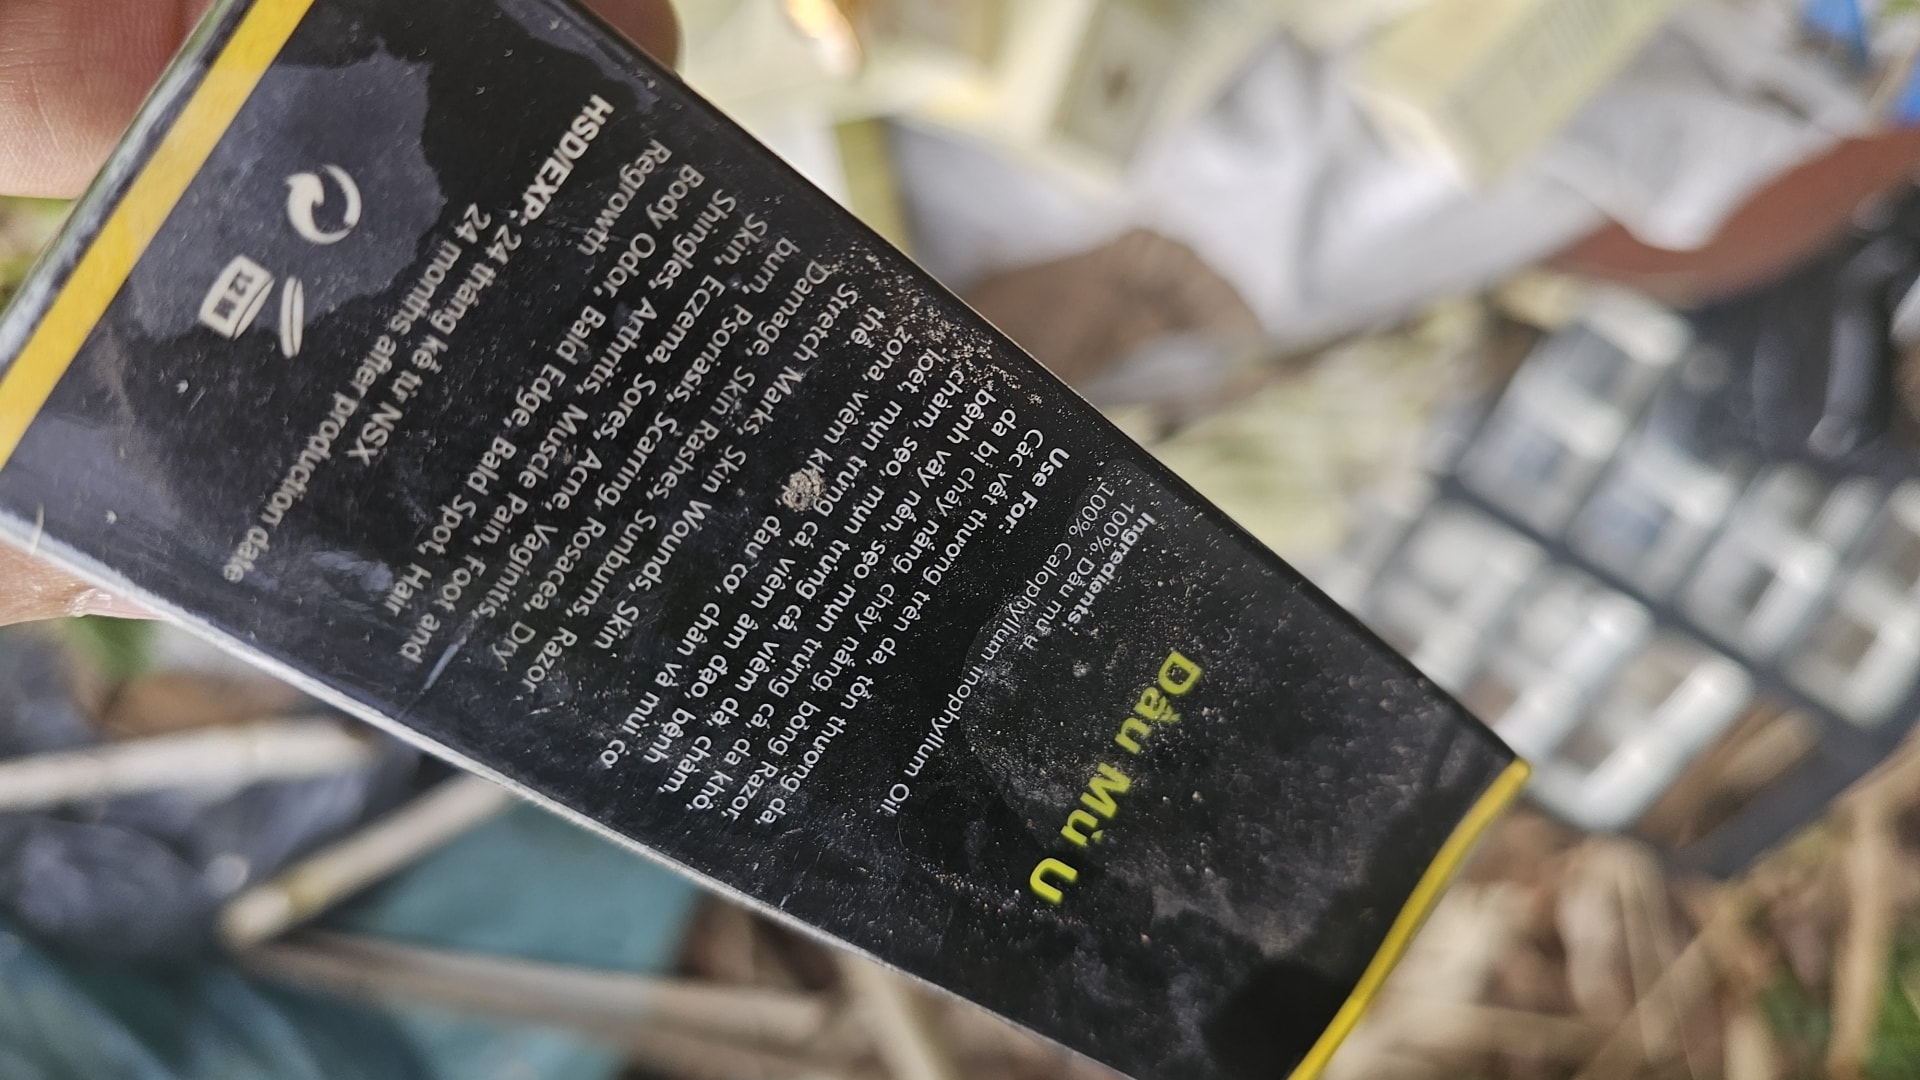 Dầu Mù U
Ingredients:
100% Dầu mù u
100% Calophyllum Inophyllum Oil.
Use For:
Các vết thương trên da, tổn thương da,
da bị cháy nắng, cháy nắng, bỏng Razor,
bệnh vảy nến, sẹo mụn trứng cá, da khô,
chàm, sẹo, mụn trứng cá, viêm da, chàm,
loét, mụn trứng cá, viêm âm đạo, bệnh
zona, viêm khớp, đau cơ, chân và mùi cơ
thể
Stretch Marks, Skin Wounds, Skin
Damage, Skin Rashes, Sunburns, Razor
burn, Psoriasis, Scarring, Rosacea, Dry
Skin, Eczema, Sores, Acne, Vaginitis,
Shingles, Arthritis, Muscle Pain, Foot and
Body Odor, Bald Edge, Bald Spot, Hair
Regrowth
HSD/EXP: 24 tháng kể từ NSX
24 months after production date
12 M